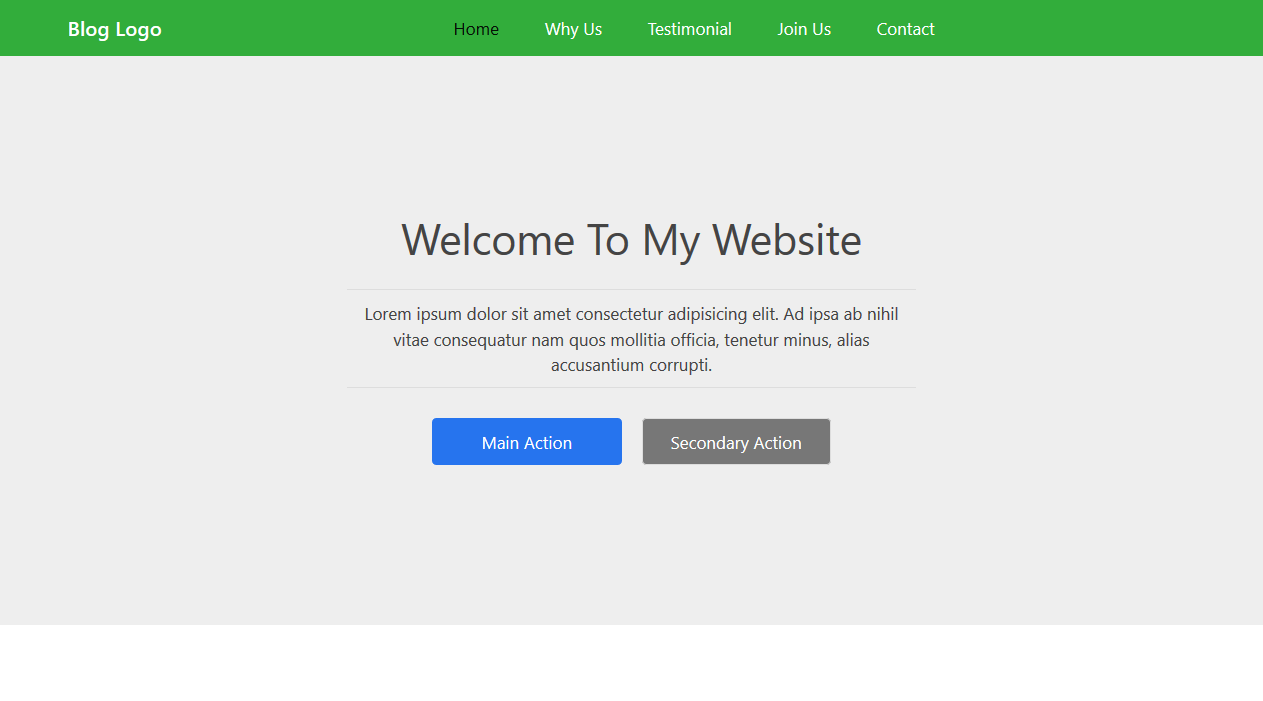 Blog Logo Home Why Us Testimonial Join Us Contact
Welcome To My Website
Lorem ipsum dolor sit amet consectetur adipisicing elit. Ad ipsa ab nihil
vitae consequatur nam quos mollitia officia, tenetur minus, alias
accusantium corrupti.
Main Action Secondary Action